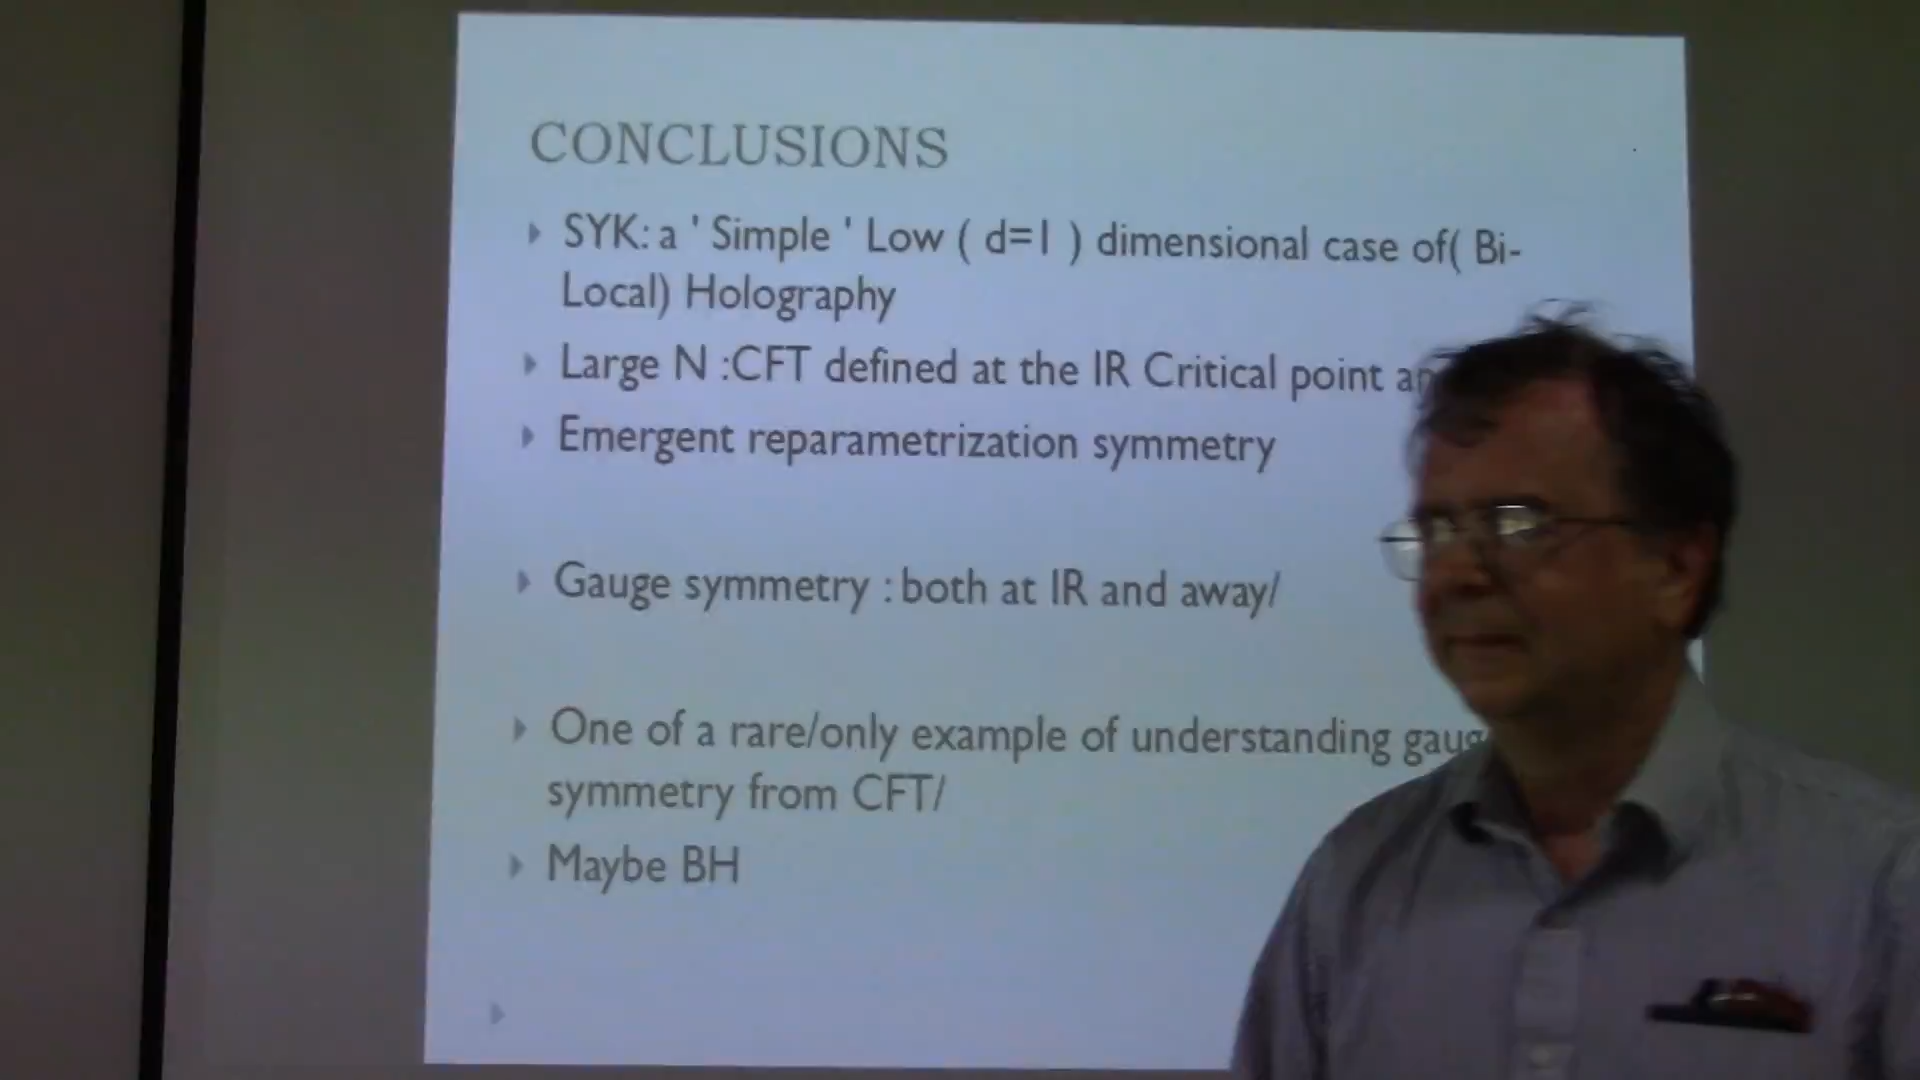 CONCLUSIONS
SYK: a ' Simple ' Low ( d=1 ) dimensional case of( Bi-
Local) Holography
Large N :CFT defined at the IR Critical point
Emergent reparametrization symmetry
Gauge symmetry : both at IR and away/
One of a rare/only example of understanding
symmetry from CFT/
Maybe BH